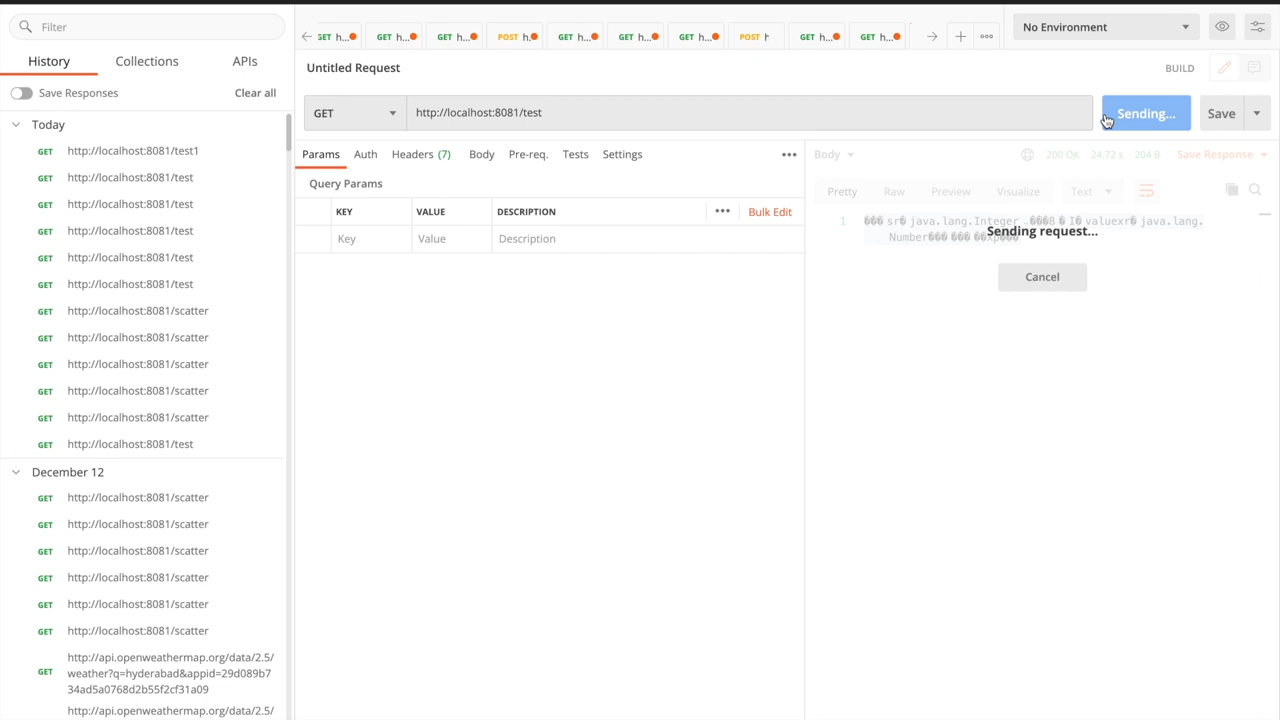 Filter
GET h...
GET h...
GET h...
POST h.
GET h...
GET h...
GET h...
POST h
GET h...
GET h...
No Environment
History
Collections
APIs
Untitled Request
BUILD
Save Responses
Clear all
GET
http://localhost:8081/test
Sending...
Save
Today
GET http://localhost:8081/test1
GET http://localhost:8081/test
GET http://localhost:8081/test
GET http://localhost:8081/test
GET http://localhost:8081/test
GET http://localhost:8081/test
GET http://localhost:8081/scatter
GET http://localhost:8081/scatter
GET http://localhost:8081/scatter
GET http://localhost:8081/scatter
GET http://localhost:8081/scatter
GET http://localhost:8081/test
December 12
GET http://localhost:8081/scatter
GET http://localhost:8081/scatter
GET http://localhost:8081/scatter
GET http://localhost:8081/scatter
GET http://localhost:8081/scatter
GET http://localhost:8081/scatter
http://api.openweathermap.org/data/2.5/
GET weather?q=hyderabad&appid=29d089b7
34ad5a0768d2b55f2cf31a09
http://api.openweathermap.org/data/2.5/
Params Auth Headers (7) Body Pre-req. Tests Settings
Query Params
KEY VALUE DESCRIPTION Bulk Edit
Key Value Description
Body 200 OK 24.72 s 204 B Save Response
Pretty Raw Preview Visualize Text
1 ���sr� java.lang.Integer ���8 � I� valuexr� java.lang.
Number��� ��� ��xp���
Sending request...
Cancel